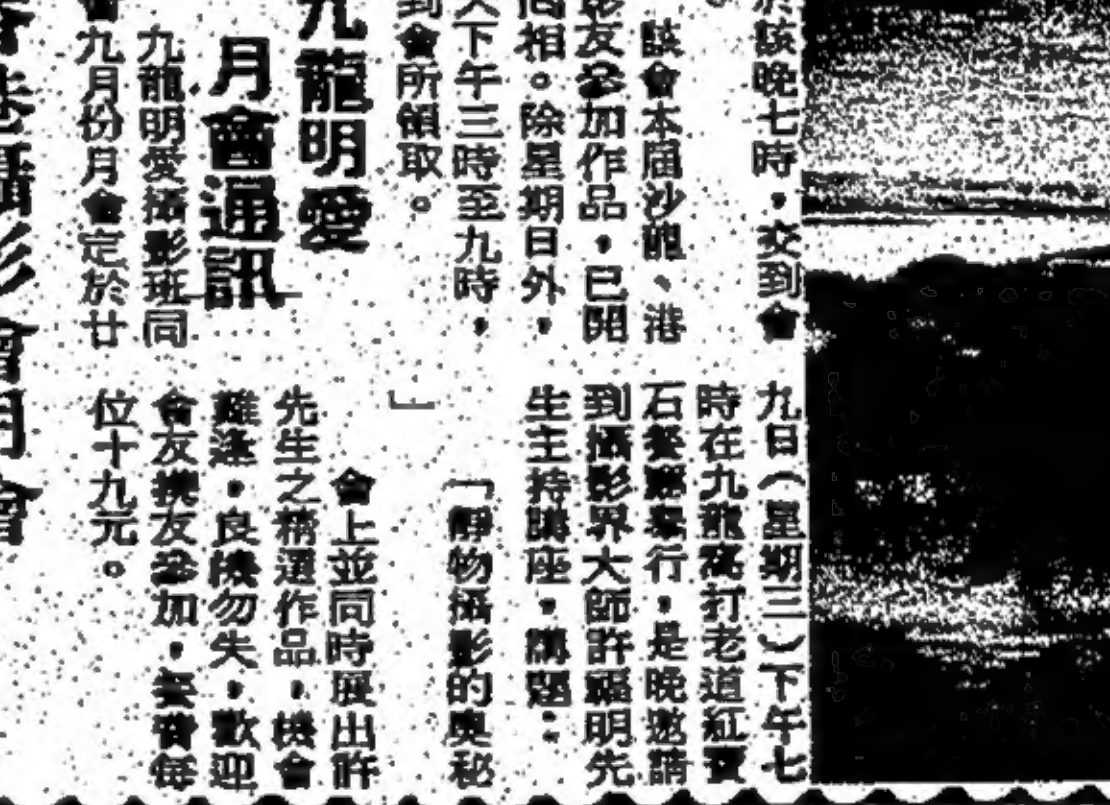 於該晚七時，交到會
。
該會本屆沙龍、港
影友參加作品，已開
相。除星期日外，
下午三時至九時，
到會所領取。
九龍明愛
月會通訊
九龍明愛攝影班同
會九月份月會定於廿
九日（星期三）下午七
時在九龍窩打老道紅寶
石餐廳舉行，是晚邀請
到攝影界大師許福明先
生主持講座，講題：
「靜物攝影的奧秘
」
會上並同時展出許
先生之精選作品，機會
難逢，良機勿失，歡迎
會友携友參加，餐費每
位十九元。
港攝影會月會